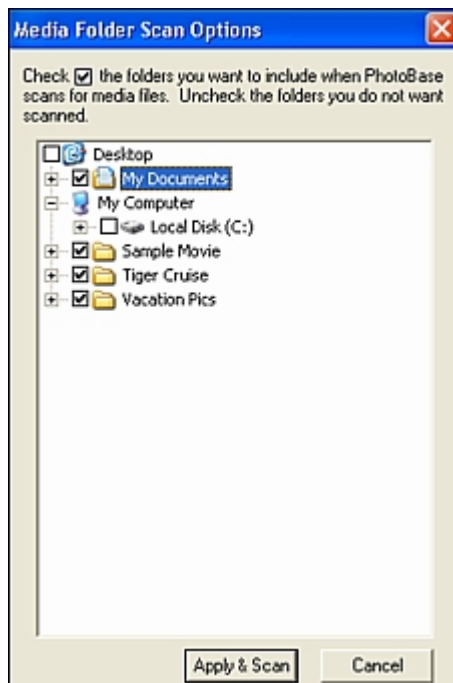 Media Folder Scan Options
Check the folders you want to include when PhotoBase
scans for media files. Uncheck the folders you do not want
scanned.
Desktop
My Documents
My Computer
Local Disk (C:)
Sample Movie
Tiger Cruise
Vacation Pics
Apply & Scan Cancel